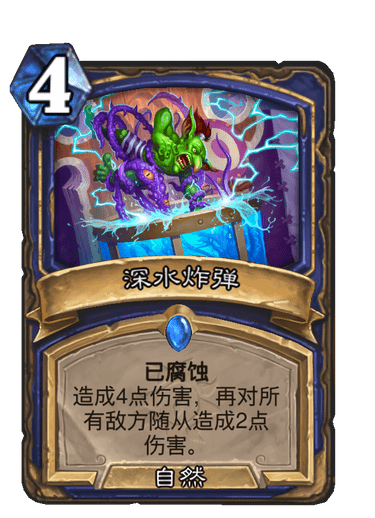 4
深水炸弹
已腐蚀
造成4点伤害，再对所
有敌方随从造成2点
伤害。
自然